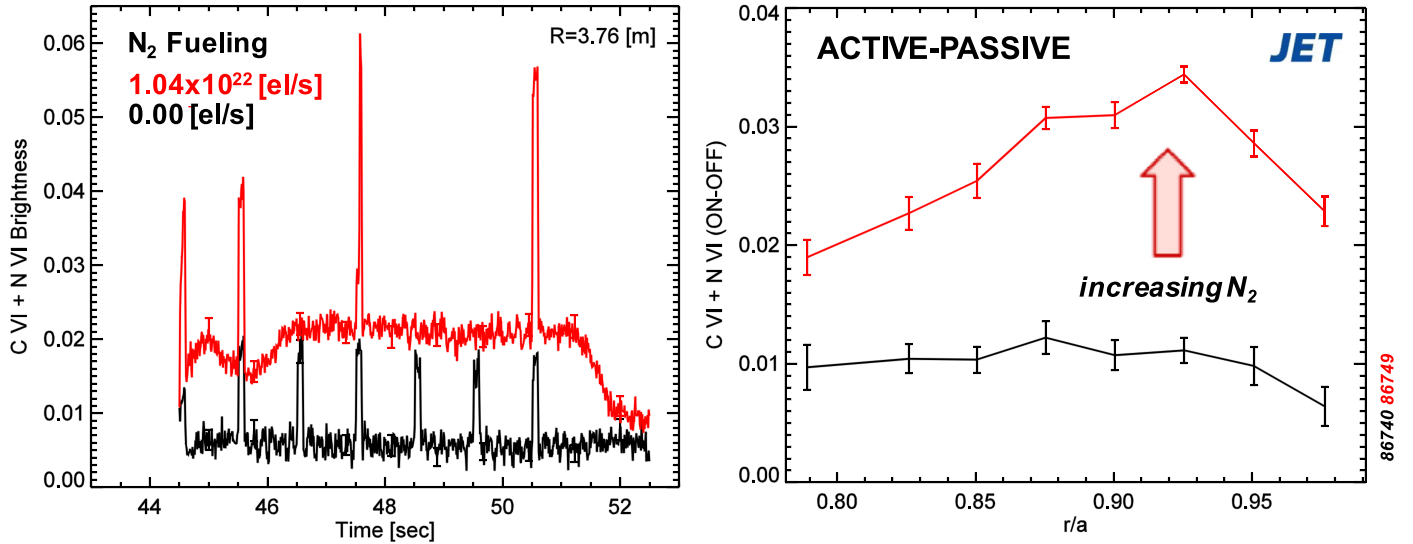 N₂ Fueling
1.04x10²² [el/s]
0.00 [el/s]
R=3.76 [m]
C VI + N VI Brightness
0.06
0.05
0.04
0.03
0.02
0.01
0.00
44
46
48
50
52
Time [sec]
ACTIVE-PASSIVE
JET
C VI + N VI (ON-OFF)
0.04
0.03
0.02
0.01
0.00
increasing N₂
0.80
0.85
0.90
0.95
r/a
86740 86749